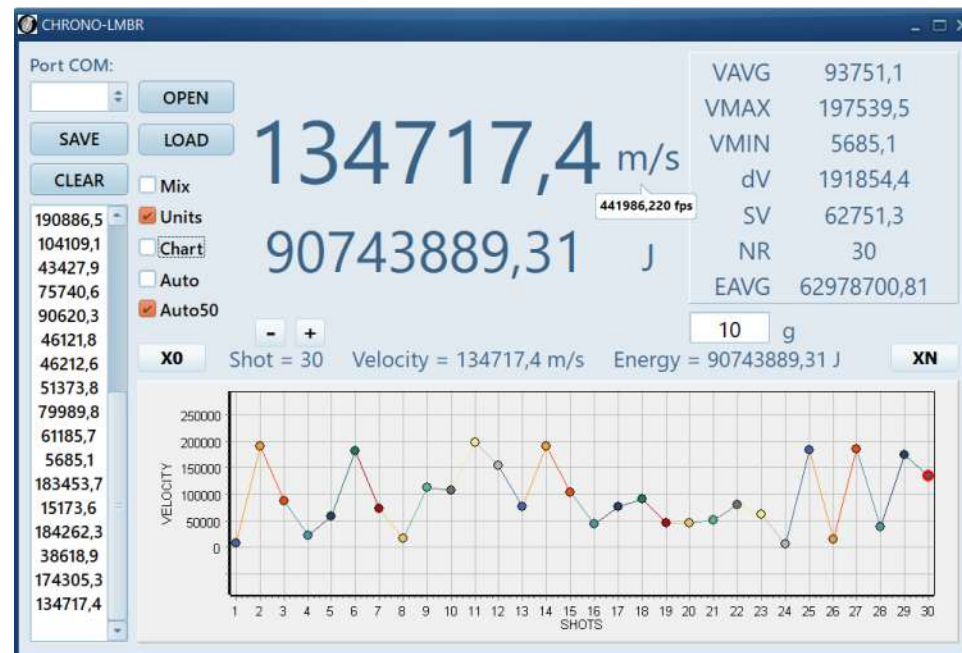 CHRONO-LMBR
Port COM:
OPEN
SAVE
LOAD
CLEAR
Mix
Units
Chart
Auto
Auto50
190886,5
104109,1
43427,9
75740,6
90620,3
46121,8
46212,6
51373,8
79989,8
61185,7
5685,1
183453,7
15173,6
184262,3
38618,9
174305,3
134717,4
134717,4 m/s
441986,220 fps
90743889,31 J
VAVG 93751,1
VMAX 197539,5
VMIN 5685,1
dV 191854,4
SV 62751,3
NR 30
EAVG 62978700,81
10 g
- +
X0 Shot = 30 Velocity = 134717,4 m/s Energy = 90743889,31 J XN
VELOCITY
250000
200000
150000
100000
50000
0
1 2 3 4 5 6 7 8 9 10 11 12 13 14 15 16 17 18 19 20 21 22 23 24 25 26 27 28 29 30
SHOTS